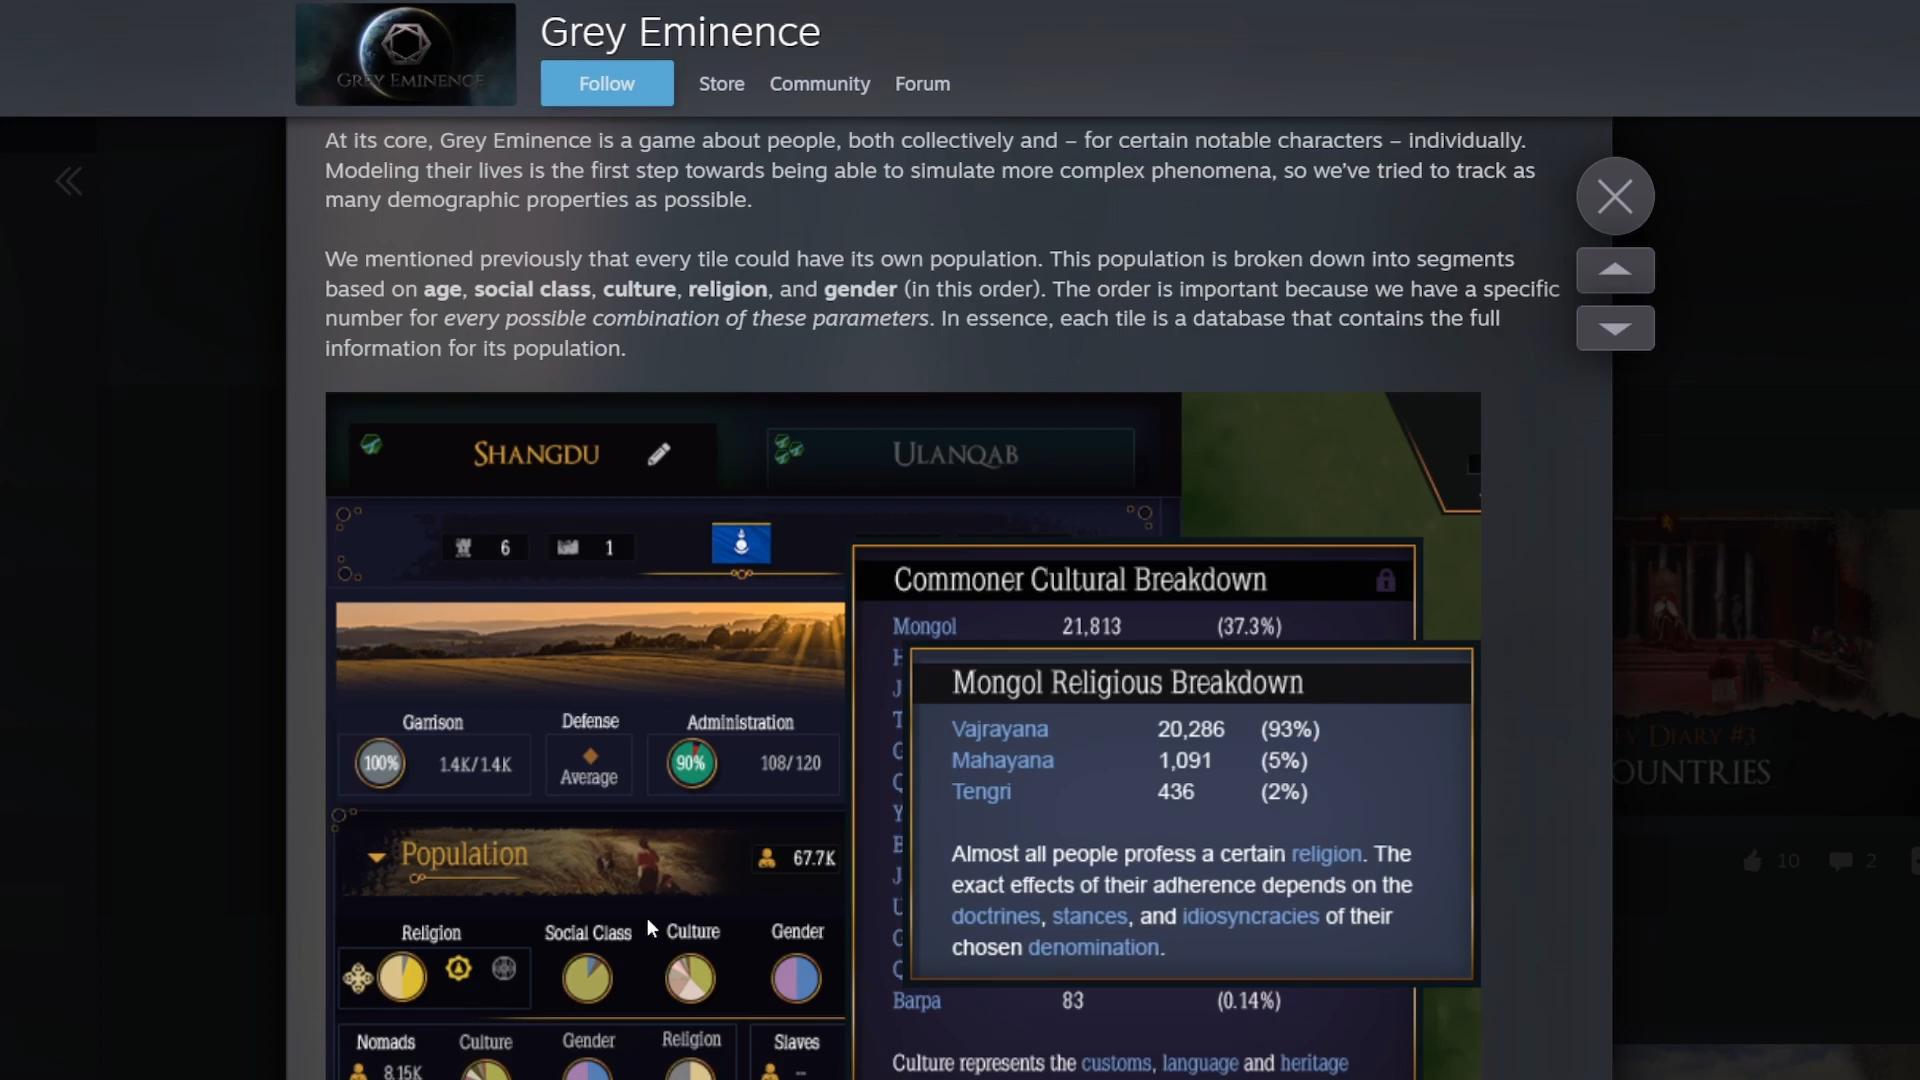 GREY EMINENCE
Grey Eminence
Follow
Store
Community
Forum
At its core, Grey Eminence is a game about people, both collectively and – for certain notable characters – individually.
Modeling their lives is the first step towards being able to simulate more complex phenomena, so we've tried to track as
many demographic properties as possible.
We mentioned previously that every tile could have its own population. This population is broken down into segments
based on age, social class, culture, religion, and gender (in this order). The order is important because we have a specific
number for every possible combination of these parameters. In essence, each tile is a database that contains the full
information for its population.
SHANGDU
ULANQAB
6
1
Commoner Cultural Breakdown
Mongol 21,813 (37.3%)
Mongol Religious Breakdown
Vajrayana 20,286 (93%)
Mahayana 1,091 (5%)
Tengri 436 (2%)
Almost all people profess a certain religion. The
exact effects of their adherence depends on the
doctrines, stances, and idiosyncracies of their
chosen denomination.
Barpa 83 (0.14%)
Culture represents the customs, language and heritage
Garrison
Defense
Administration
100%
1.4K/1.4K
Average
90%
108/120
Population
67.7K
Religion
Social Class
Culture
Gender
Nomads
Culture
Gender
Religion
Slaves
8.15K
--
DIARY #3
OUNTRIES
10
2